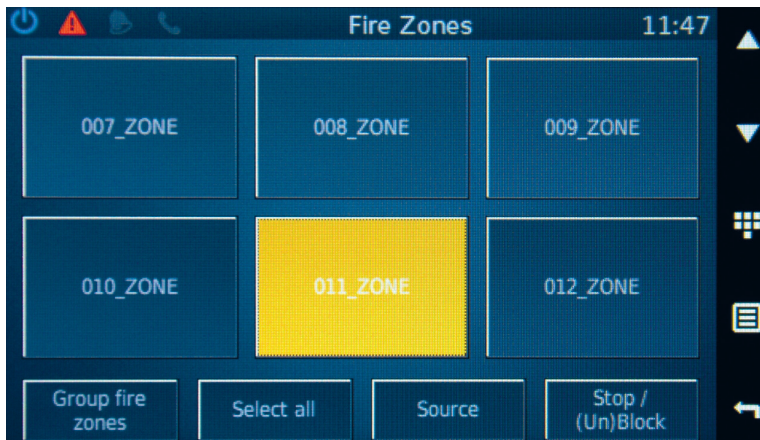 Fire Zones 11:47
007_ZONE 008_ZONE 009_ZONE
010_ZONE 011_ZONE 012_ZONE
Group fire
zones
Select all
Source
Stop /
(Un)Block